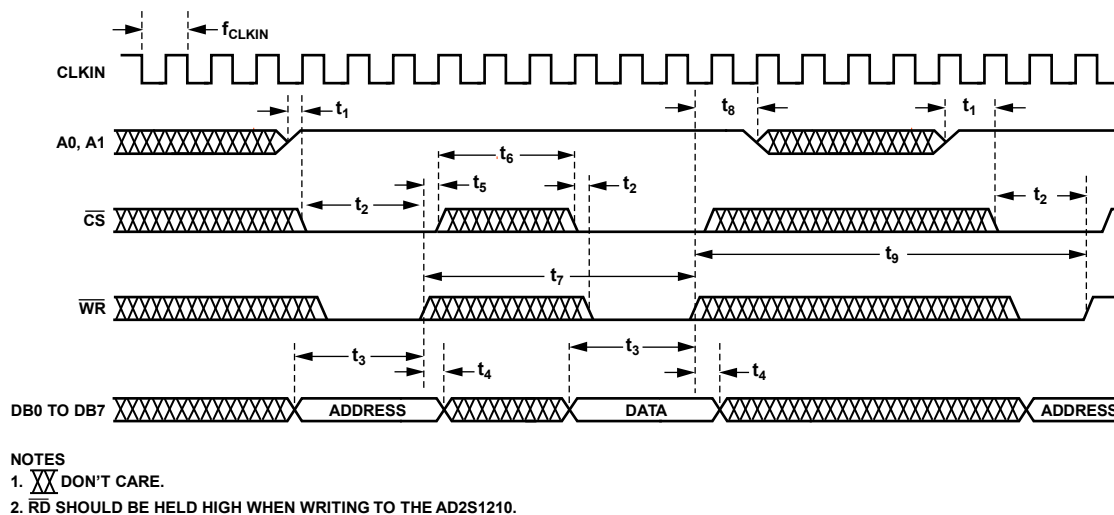 fCLKIN
CLKIN
t8 t1
t1
A0, A1
t6
t5 t2
t2 t2
CS
t9
t7
WR
t3 t3
t4 t4
DB0 TO DB7 ADDRESS DATA ADDRESS
NOTES
1. XX DON'T CARE.
2. RD SHOULD BE HELD HIGH WHEN WRITING TO THE AD2S1210.